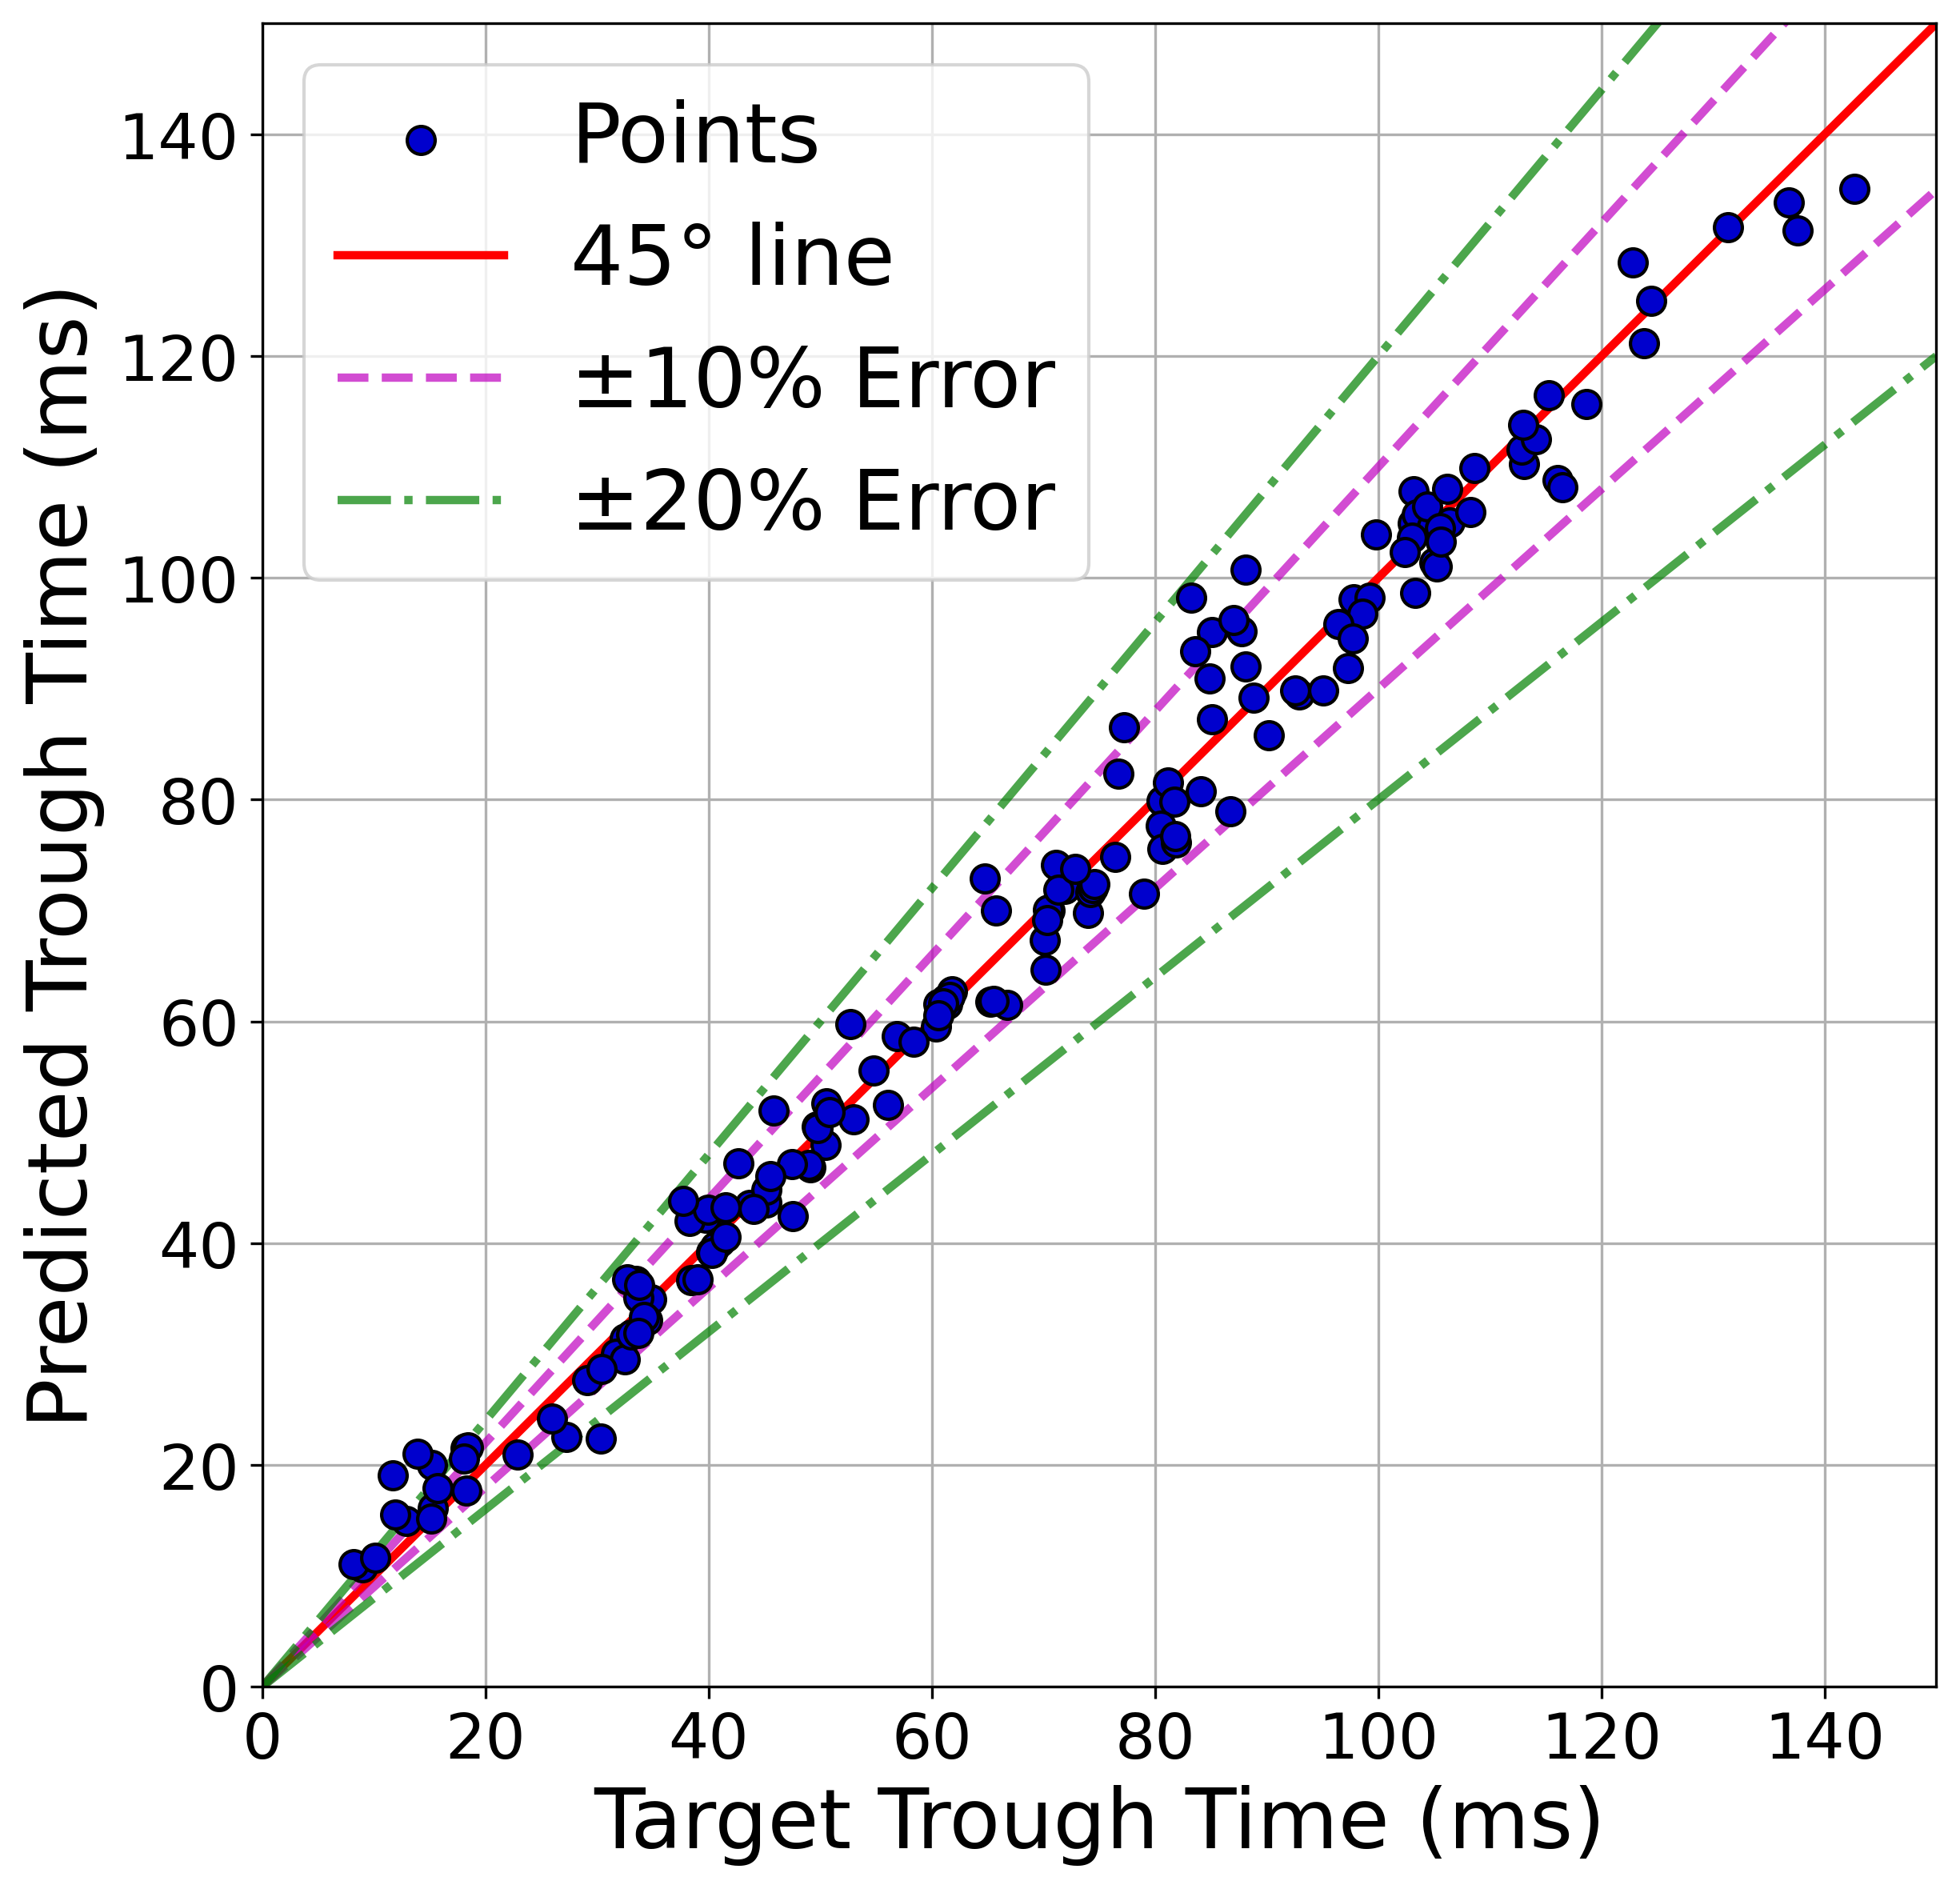 Points
45° line
±10% Error
±20% Error
Predicted Trough Time (ms)
140
120
100
80
60
40
20
0
0 20 40 60 80 100 120 140
Target Trough Time (ms)